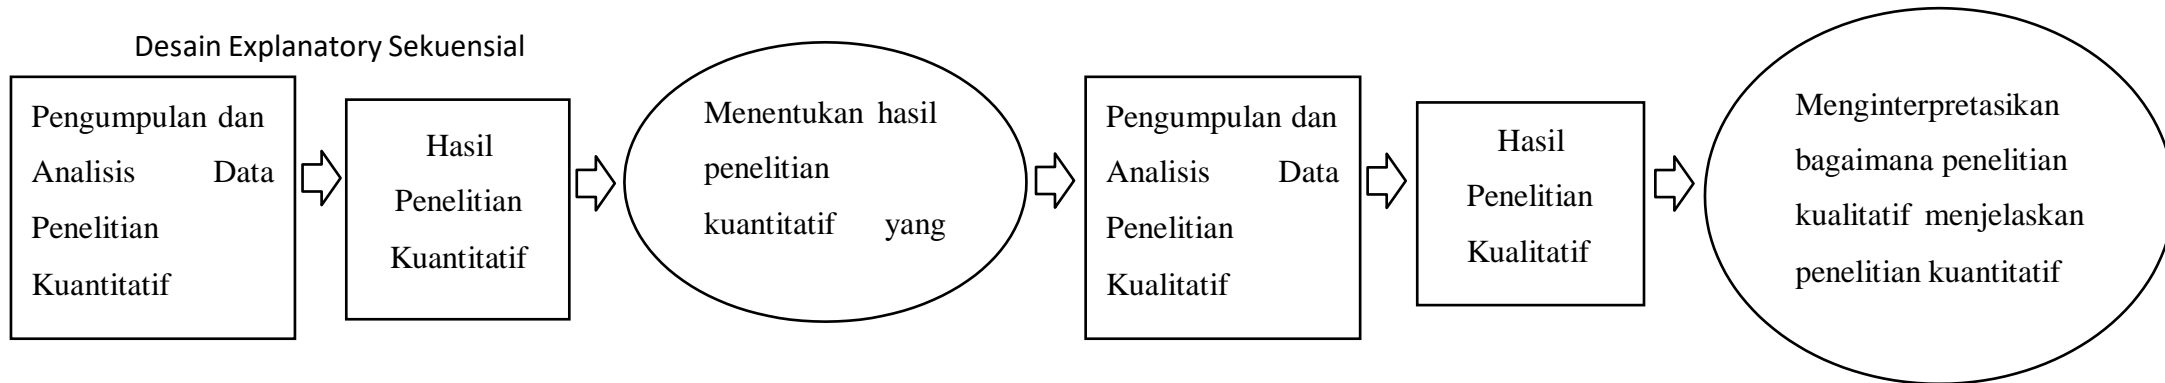 Desain Explanatory Sekuensial
Pengumpulan dan
Analisis Data
Penelitian
Kuantitatif
Hasil
Penelitian
Kuantitatif
Menentukan hasil
penelitian
kuantitatif yang
Pengumpulan dan
Analisis Data
Penelitian
Kualitatif
Hasil
Penelitian
Kualitatif
Menginterpretasikan
bagaimana penelitian
kualitatif menjelaskan
penelitian kuantitatif